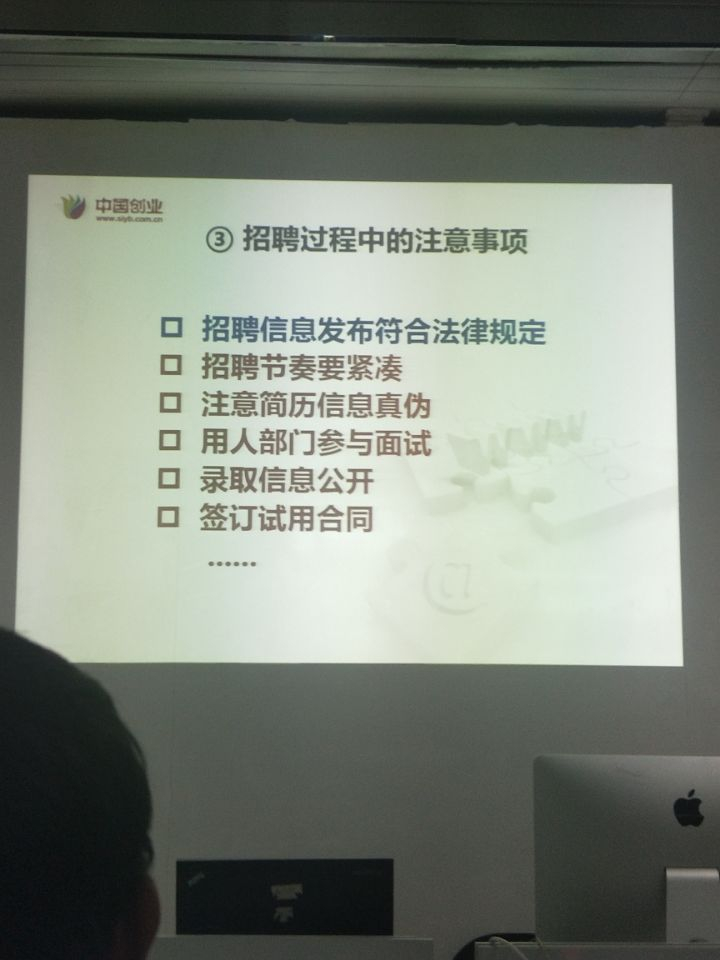 中国创业
www.siyb.com.cn
③ 招聘过程中的注意事项
招聘信息发布符合法律规定
招聘节奏要紧凑
注意简历信息真伪
用人部门参与面试
录取信息公开
签订试用合同
......
WWW
@